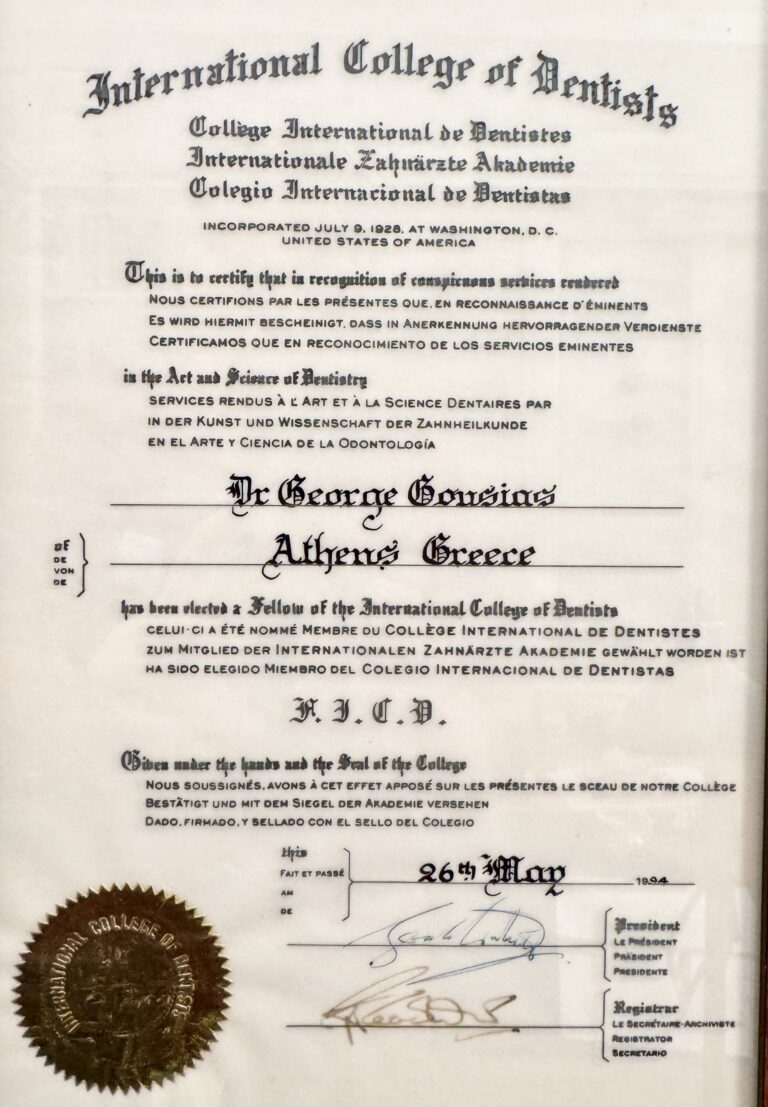 International College of Dentists
Collège International de Dentistes
Internationale Zahnärzte Akademie
Colegio Internacional de Dentistas
INCORPORATED JULY 9, 1928, AT WASHINGTON, D. C.
UNITED STATES OF AMERICA
This is to certify that in recognition of conspicuous services rendered
NOUS CERTIFIONS PAR LES PRÉSENTES QUE, EN RECONNAISSANCE D'ÉMINENTS
ES WIRD HIERMIT BESCHEINIGT, DASS IN ANERKENNUNG HERVORRAGENDER VERDIENSTE
CERTIFICAMOS QUE EN RECONOCIMIENTO DE LOS SERVICIOS EMINENTES
in the Art and Science of Dentistry
SERVICES RENDUS À L'ART ET À LA SCIENCE DENTAIRES PAR
IN DER KUNST UND WISSENSCHAFT DER ZAHNHEILKUNDE
EN EL ARTE Y CIENCIA DE LA ODONTOLOGÍA
Dr George Gousias
of
DE
VON
DE
Athens Greece
has been elected a Fellow of the International College of Dentists
CELUI-CI A ÉTÉ NOMMÉ MEMBRE DU COLLÈGE INTERNATIONAL DE DENTISTES
ZUM MITGLIED DER INTERNATIONALEN ZAHNÄRZTE AKADEMIE GEWÄHLT WORDEN IST
HA SIDO ELEGIDO MIEMBRO DEL COLEGIO INTERNACIONAL DE DENTISTAS
F. I. C. D.
Given under the hands and the Seal of the College
NOUS SOUSSIGNÉS, AVONS À CET EFFET APPOSÉ SUR LES PRÉSENTES LE SCEAU DE NOTRE COLLÈGE
BESTÄTIGT UND MIT DEM SIEGEL DER AKADEMIE VERSEHEN
DADO, FIRMADO, Y SELLADO CON EL SELLO DEL COLEGIO
this
FAIT ET PASSÉ
AM
DE
26th May 1994
President
LE PRÉSIDENT
PRÄSIDENT
PRESIDENTE
Registrar
LE SECRÉTAIRE-ARCHIVISTE
REGISTRATOR
SECRETARIO
INTERNATIONAL COLLEGE OF DENTISTS